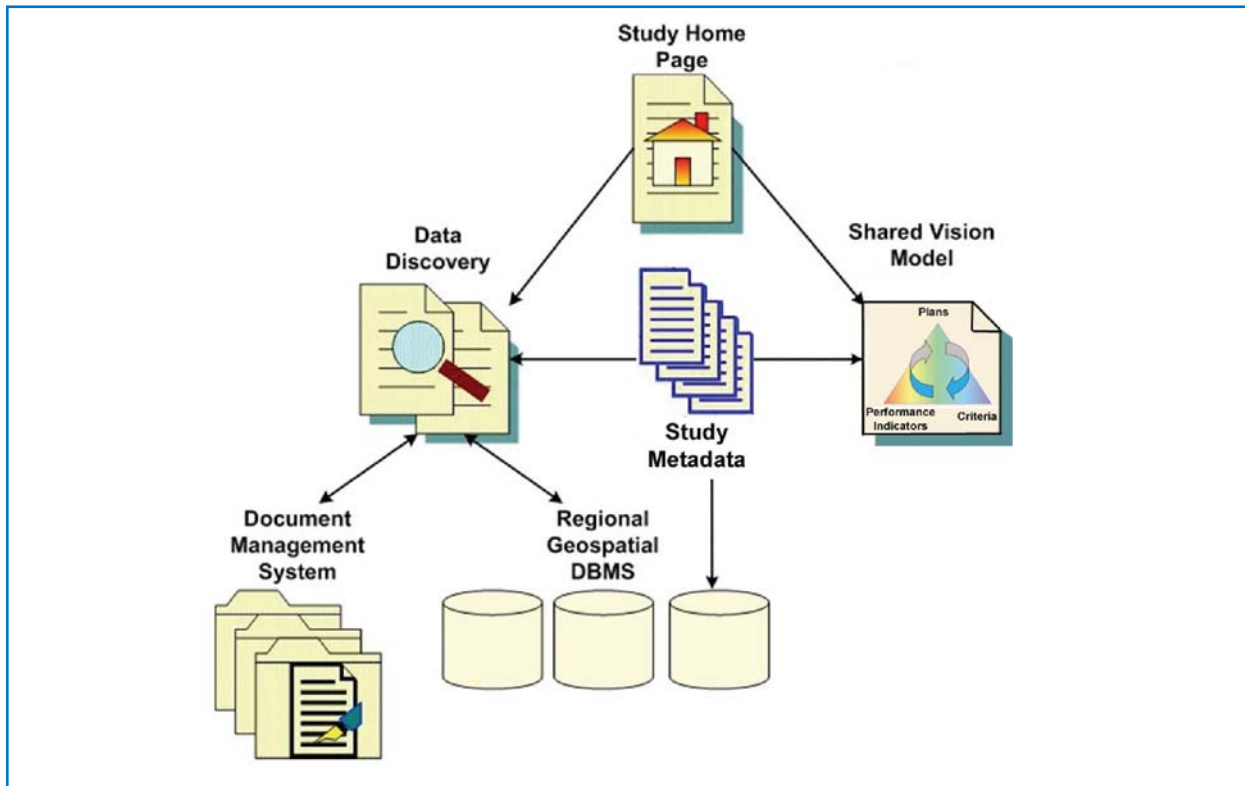 Study Home
Page
Data
Discovery
Shared Vision
Model
Plans
Performance
Indicators
Criteria
Study
Metadata
Document
Management
System
Regional
Geospatial
DBMS